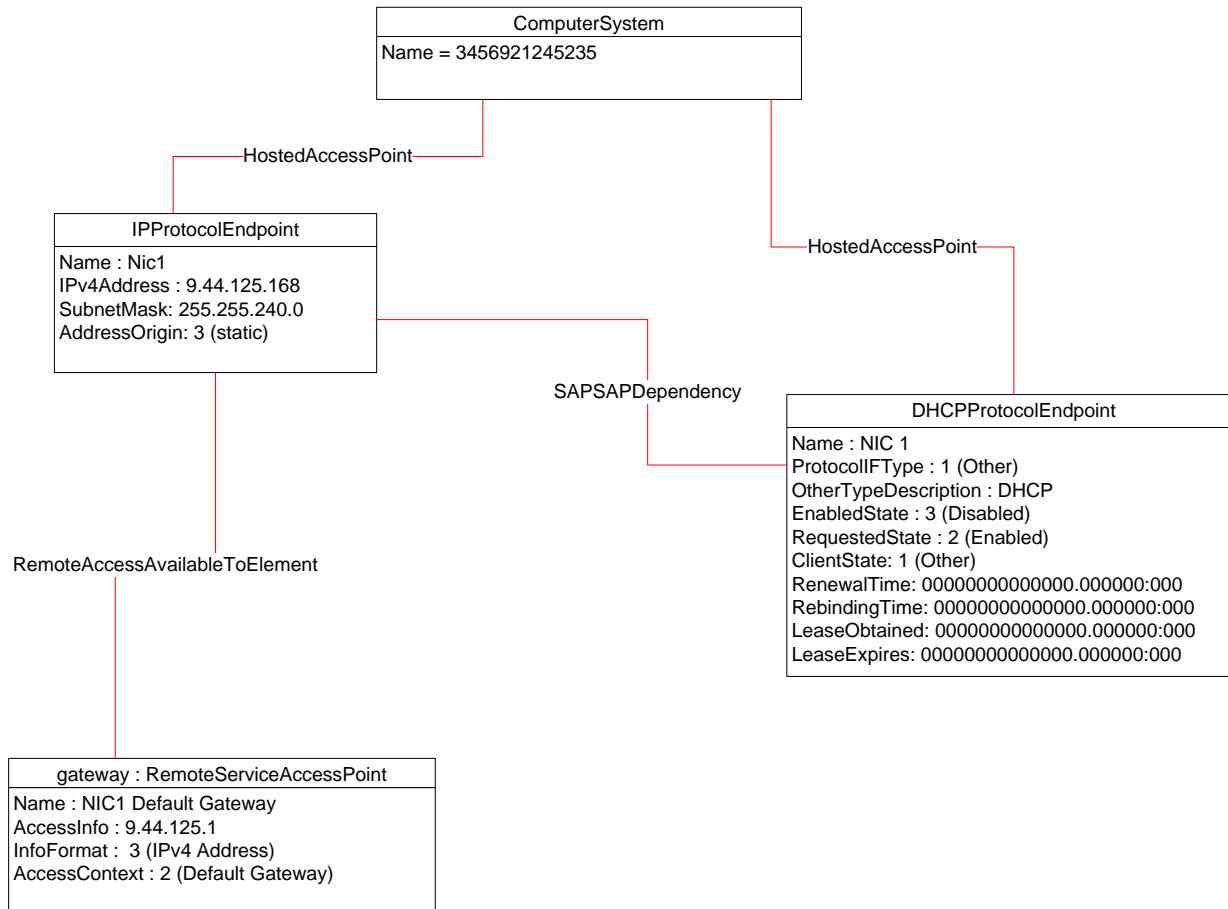 ComputerSystem
Name = 3456921245235
HostedAccessPoint
IPProtocolEndpoint
Name : Nic1
IPv4Address : 9.44.125.168
SubnetMask: 255.255.240.0
AddressOrigin: 3 (static)
HostedAccessPoint
SAPSAPDependency
DHCPProtocolEndpoint
Name : NIC 1
ProtocolIFType : 1 (Other)
OtherTypeDescription : DHCP
EnabledState : 3 (Disabled)
RequestedState : 2 (Enabled)
ClientState: 1 (Other)
RenewalTime: 00000000000000.000000:000
RebindingTime: 00000000000000.000000:000
LeaseObtained: 00000000000000.000000:000
LeaseExpires: 00000000000000.000000:000
RemoteAccessAvailableToElement
gateway : RemoteServiceAccessPoint
Name : NIC1 Default Gateway
AccessInfo : 9.44.125.1
InfoFormat :  3 (IPv4 Address)
AccessContext : 2 (Default Gateway)